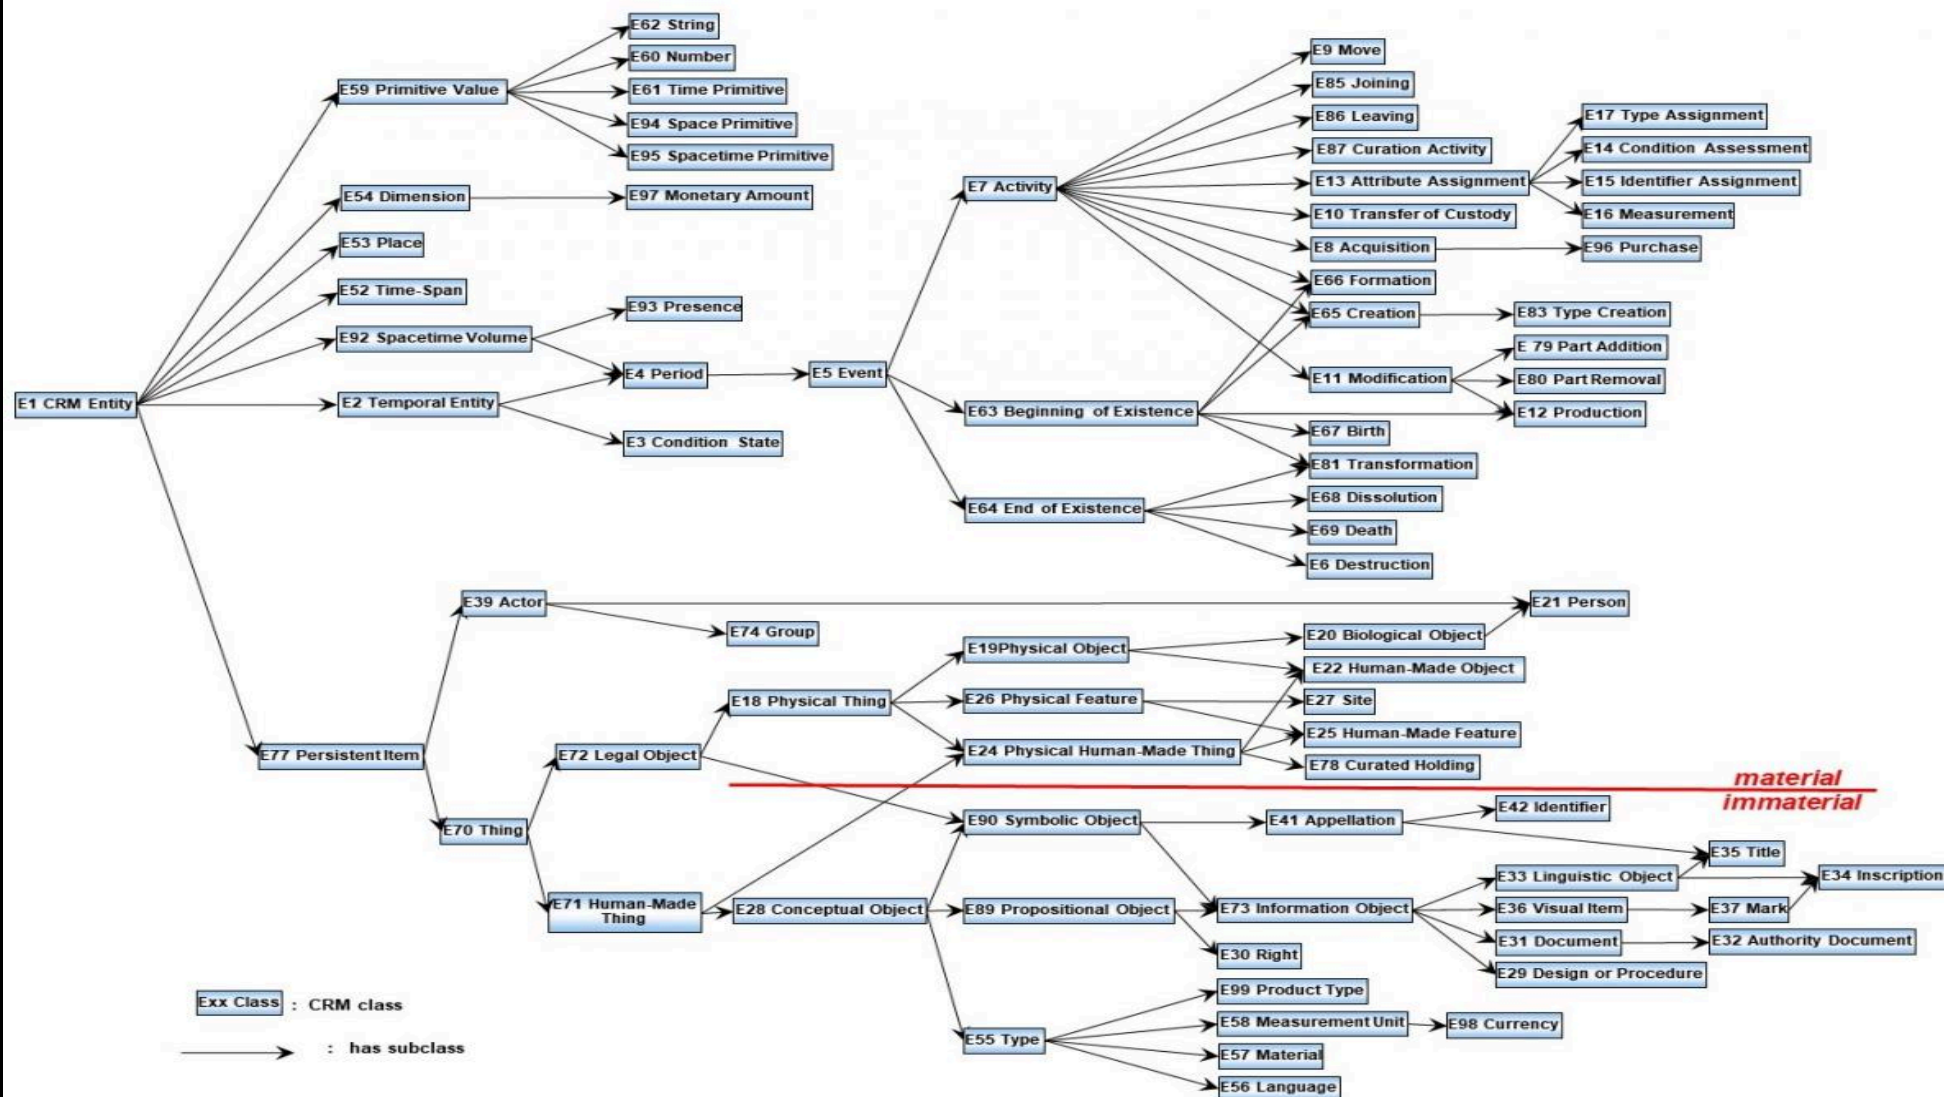 E62 String
E60 Number
E59 Primitive Value
E61 Time Primitive
E94 Space Primitive
E95 Spacetime Primitive
E54 Dimension
E97 Monetary Amount
E53 Place
E52 Time-Span
E93 Presence
E92 Spacetime Volume
E4 Period
E5 Event
E1 CRM Entity
E2 Temporal Entity
E3 Condition State
E9 Move
E85 Joining
E86 Leaving
E87 Curation Activity
E7 Activity
E13 Attribute Assignment
E17 Type Assignment
E14 Condition Assessment
E15 Identifier Assignment
E16 Measurement
E10 Transfer of Custody
E8 Acquisition
E96 Purchase
E66 Formation
E65 Creation
E83 Type Creation
E 79 Part Addition
E11 Modification
E80 Part Removal
E63 Beginning of Existence
E12 Production
E67 Birth
E81 Transformation
E64 End of Existence
E68 Dissolution
E69 Death
E6 Destruction
E39 Actor
E21 Person
E74 Group
E19Physical Object
E20 Biological Object
E22 Human-Made Object
E18 Physical Thing
E26 Physical Feature
E27 Site
E25 Human-Made Feature
E77 Persistent Item
E72 Legal Object
E24 Physical Human-Made Thing
E78 Curated Holding
material
immaterial
E70 Thing
E90 Symbolic Object
E41 Appellation
E42 Identifier
E35 Title
E33 Linguistic Object
E34 Inscription
E71 Human-Made
Thing
E28 Conceptual Object
E89 Propositional Object
E73 Information Object
E36 Visual Item
E37 Mark
E31 Document
E32 Authority Document
E30 Right
E29 Design or Procedure
E99 Product Type
E58 Measurement Unit
E98 Currency
E55 Type
E57 Material
E56 Language
Exx Class : CRM class
: has subclass